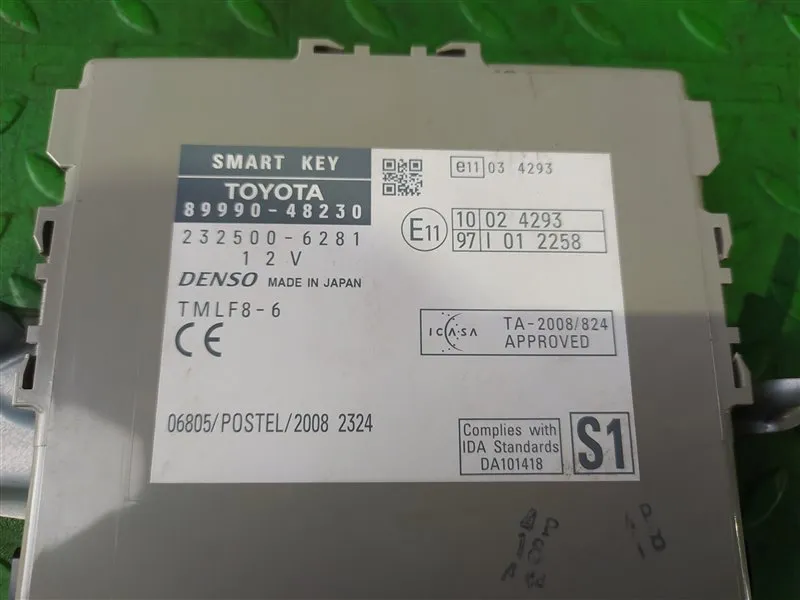 SMART KEY
TOYOTA
89990-48230
232500-6281
12V
DENSO MADE IN JAPAN
TMLF8-6
CE
06805/POSTEL/2008 2324
e11 03 4293
E11
10 02 4293
97 I 01 2258
ICASA TA-2008/824
APPROVED
Complies with
IDA Standards
DA101418
S1